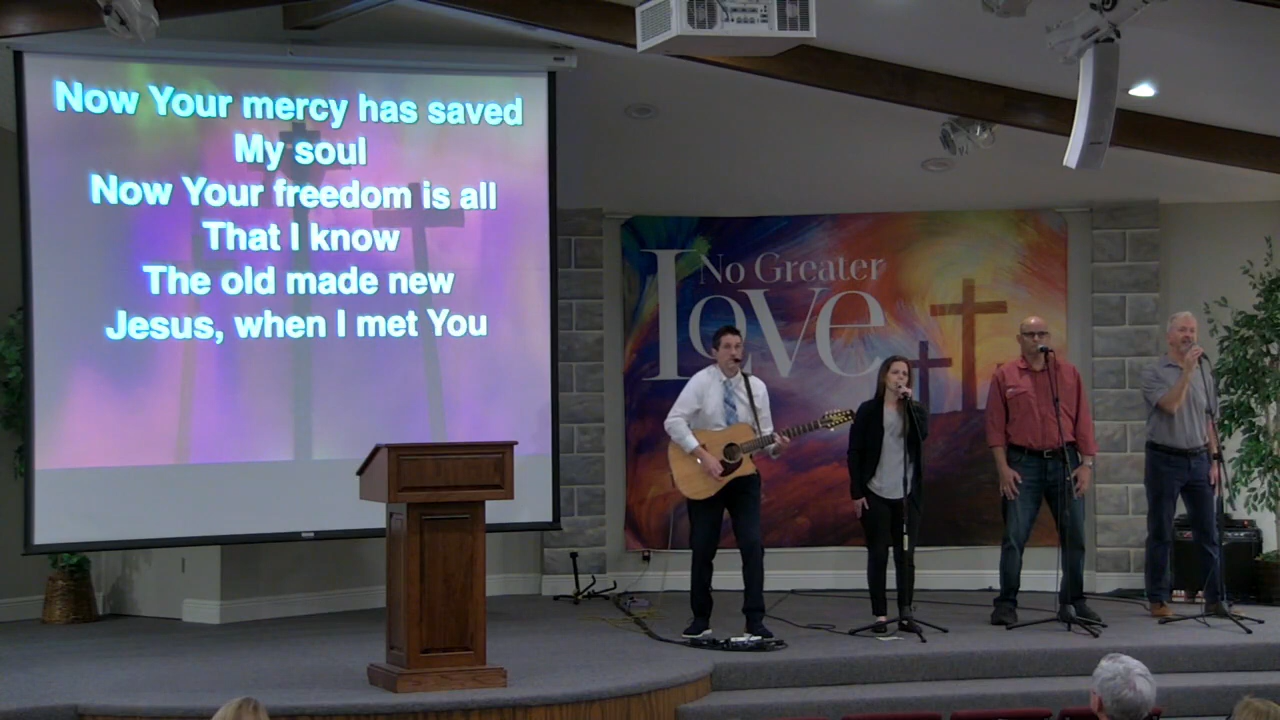 Now Your mercy has saved
My soul
Now Your freedom is all
That I know
The old made new
Jesus, when I met You
No Greater
Love